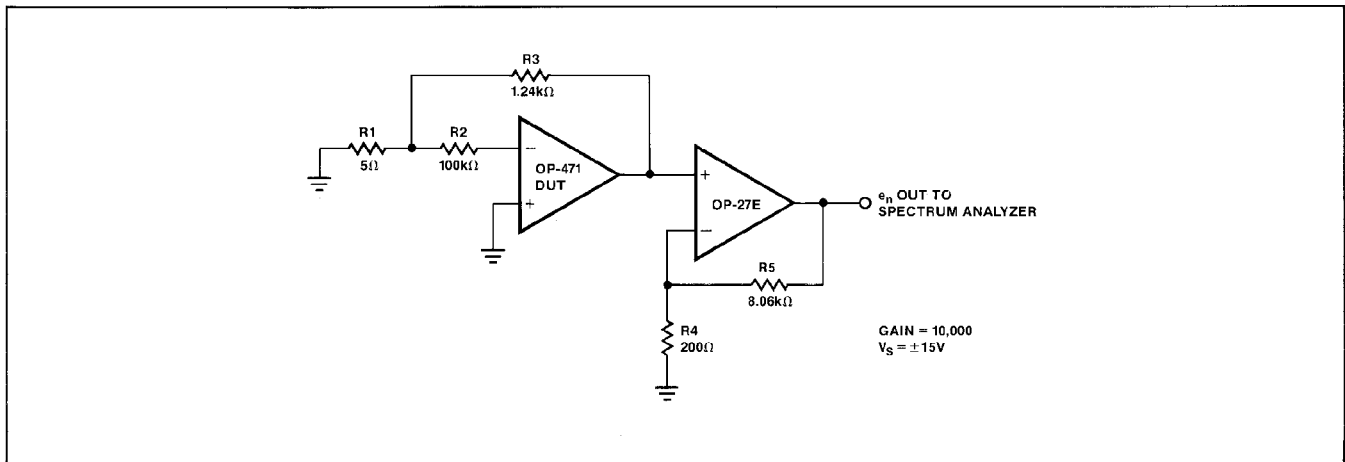 R3
1.24kΩ
R1
5Ω
R2
100kΩ
−
+
OP-471
DUT
+
−
OP-27E
en OUT TO
SPECTRUM ANALYZER
R5
8.06kΩ
R4
200Ω
GAIN = 10,000
VS = ±15V